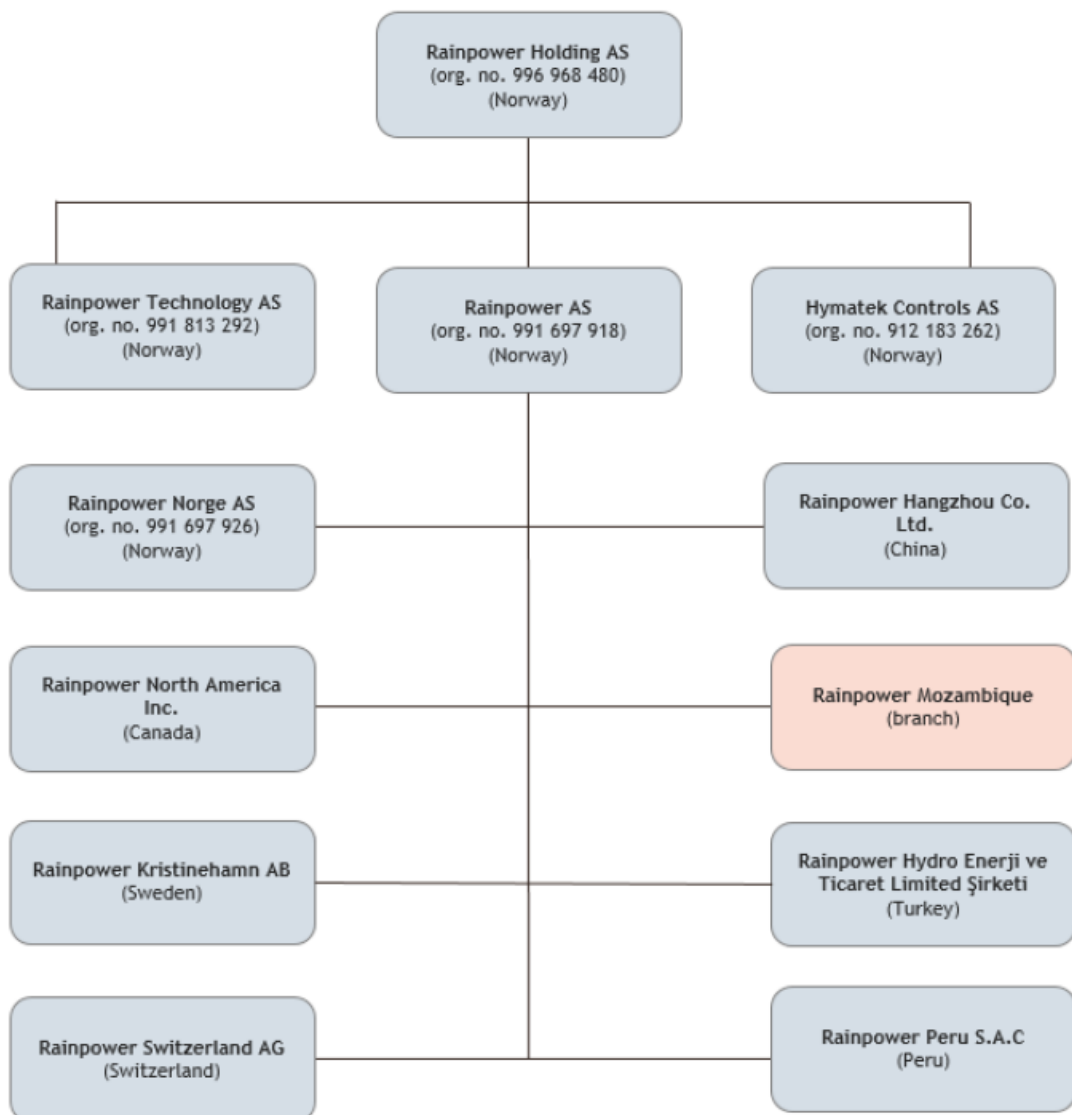 Rainpower Holding AS
(org. no. 996 968 480)
(Norway)
Rainpower Technology AS
(org. no. 991 813 292)
(Norway)
Rainpower AS
(org. no. 991 697 918)
(Norway)
Hymatek Controls AS
(org. no. 912 183 262)
(Norway)
Rainpower Norge AS
(org. no. 991 697 926)
(Norway)
Rainpower Hangzhou Co.
Ltd.
(China)
Rainpower North America
Inc.
(Canada)
Rainpower Mozambique
(branch)
Rainpower Kristinehamn AB
(Sweden)
Rainpower Hydro Enerji ve
Ticaret Limited Şirketi
(Turkey)
Rainpower Switzerland AG
(Switzerland)
Rainpower Peru S.A.C
(Peru)